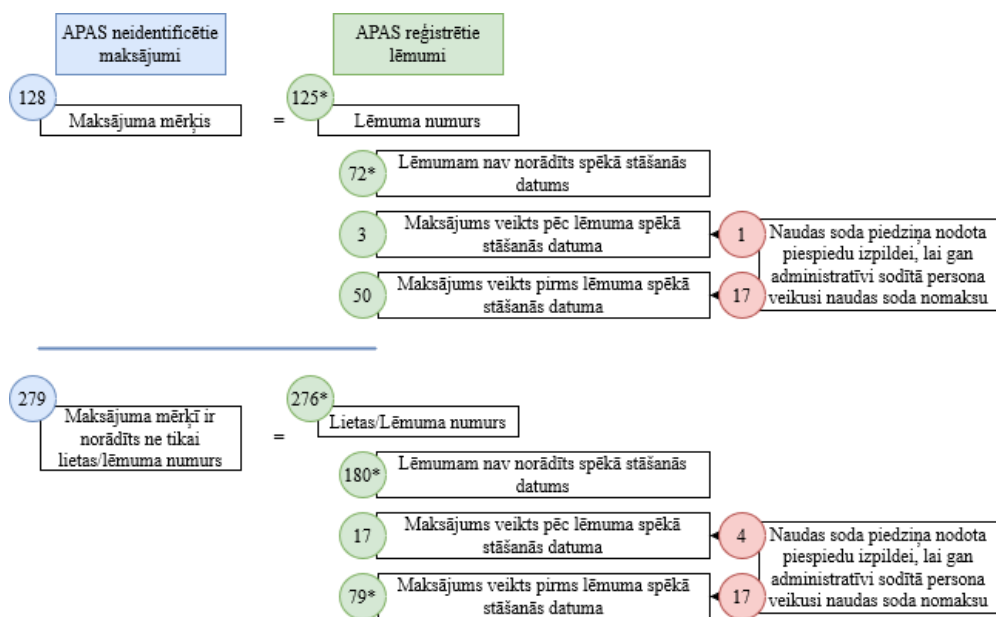 APAS neidentificētie
maksājumi
APAS reģistrētie
lēmumi
128
Maksājuma mērķis
=
125*
Lēmuma numurs
72*
Lēmumam nav norādīts spēkā stāšanās
datums
3
Maksājums veikts pēc lēmuma spēkā
stāšanās datuma
1
50
Maksājums veikts pirms lēmuma spēkā
stāšanās datuma
17
Naudas soda piedziņa nodota
piespiedu izpildei, lai gan
administratīvi sodītā persona
veikusi naudas soda nomaksu
279
Maksājuma mērķī ir
norādīts ne tikai
lietas/lēmuma numurs
=
276*
Lietas/Lēmuma numurs
180*
Lēmumam nav norādīts spēkā stāšanās
datums
17
Maksājums veikts pēc lēmuma spēkā
stāšanās datuma
4
79*
Maksājums veikts pirms lēmuma spēkā
stāšanās datuma
17
Naudas soda piedziņa nodota
piespiedu izpildei, lai gan
administratīvi sodītā persona
veikusi naudas soda nomaksu